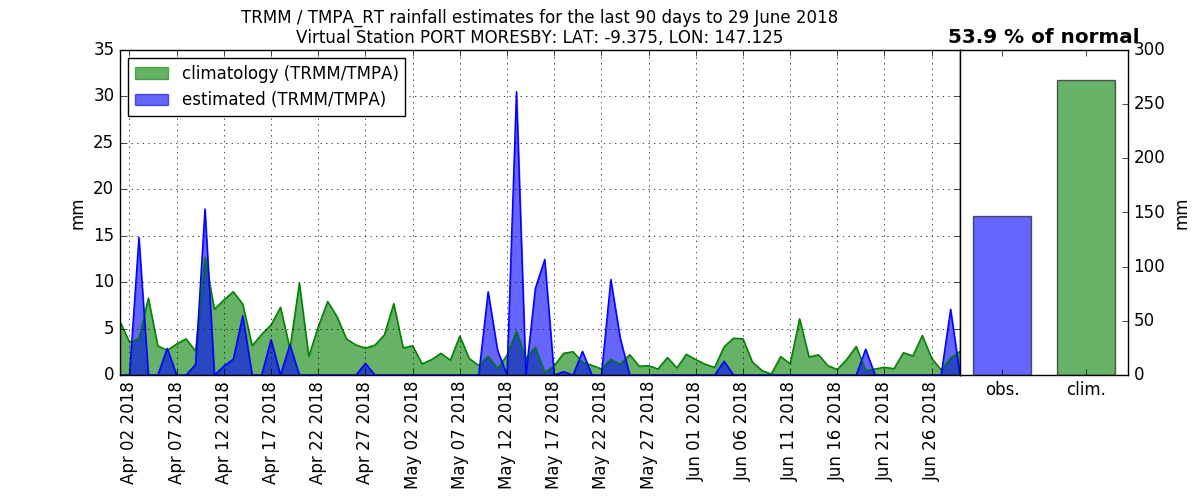 TRMM / TMPA_RT rainfall estimates for the last 90 days to 29 June 2018
Virtual Station PORT MORESBY: LAT: -9.375, LON: 147.125
53.9 % of normal
climatology (TRMM/TMPA)
estimated (TRMM/TMPA)
mm
35
30
25
20
15
10
5
0
Apr 02 2018
Apr 07 2018
Apr 12 2018
Apr 17 2018
Apr 22 2018
Apr 27 2018
May 02 2018
May 07 2018
May 12 2018
May 17 2018
May 22 2018
May 27 2018
Jun 01 2018
Jun 06 2018
Jun 11 2018
Jun 16 2018
Jun 21 2018
Jun 26 2018
obs.
clim.
300
250
200
150
100
50
0
mm